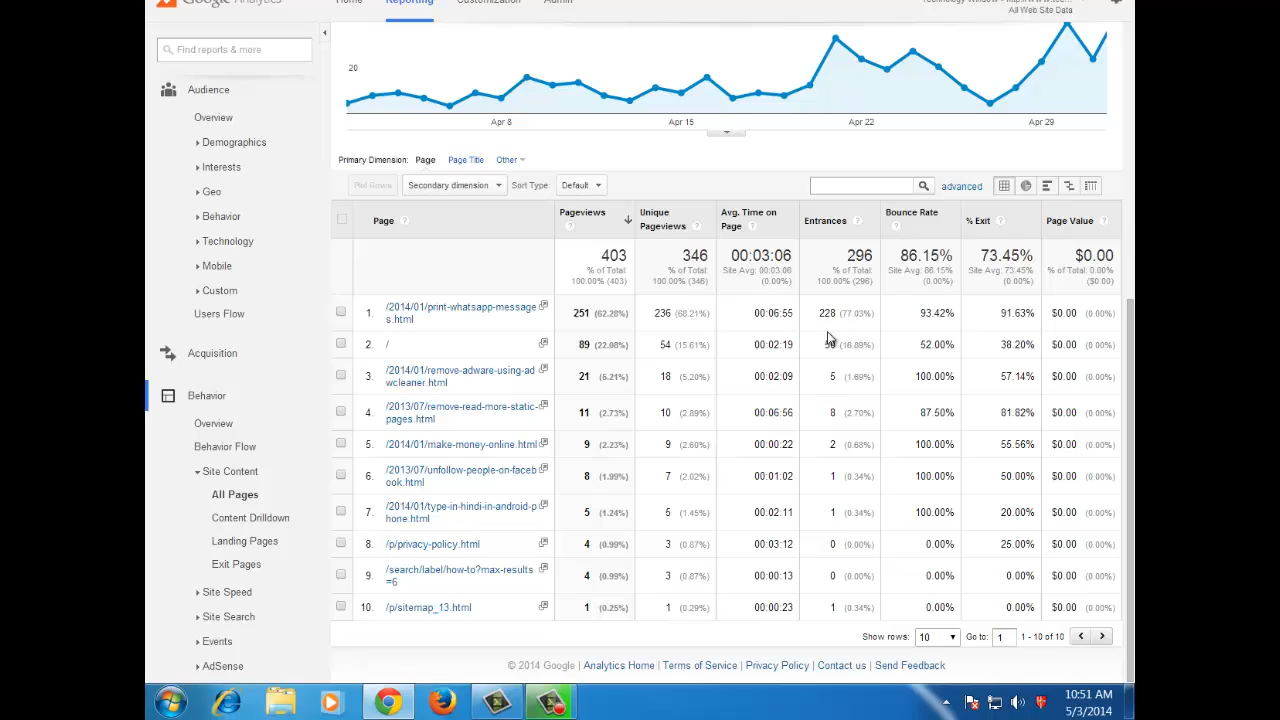 Google Analytics
Home Reporting Customization Admin
All Web Site Data
Find reports & more
Audience
Overview
Demographics
Interests
Geo
Behavior
Technology
Mobile
Custom
Users Flow
Acquisition
Behavior
Overview
Behavior Flow
Site Content
All Pages
Content Drilldown
Landing Pages
Exit Pages
Site Speed
Site Search
Events
AdSense
20
Apr 8 Apr 15 Apr 22 Apr 29
Primary Dimension: Page Page Title Other
Plot Rows Secondary dimension Sort Type: Default advanced
Page ? Pageviews ? Unique Pageviews ? Avg. Time on Page ? Entrances ? Bounce Rate ? % Exit ? Page Value ?
403 346 00:03:06 296 86.15% 73.45% $0.00
% of Total: 100.00% (403) % of Total: 100.00% (346) Site Avg: 00:03:06 (0.00%) % of Total: 100.00% (296) Site Avg: 86.15% (0.00%) Site Avg: 73.45% (0.00%) % of Total: 0.00% ($0.00)
1. /2014/01/print-whatsapp-messages.html 251 (62.28%) 236 (68.21%) 00:06:55 228 (77.03%) 93.42% 91.63% $0.00 (0.00%)
2. / 89 (22.08%) 54 (15.61%) 00:02:19 (16.89%) 52.00% 38.20% $0.00 (0.00%)
3. /2014/01/remove-adware-using-adwcleaner.html 21 (5.21%) 18 (5.20%) 00:02:09 5 (1.69%) 100.00% 57.14% $0.00 (0.00%)
4. /2013/07/remove-read-more-static-pages.html 11 (2.73%) 10 (2.89%) 00:06:56 8 (2.70%) 87.50% 81.82% $0.00 (0.00%)
5. /2014/01/make-money-online.html 9 (2.23%) 9 (2.60%) 00:00:22 2 (0.68%) 100.00% 55.56% $0.00 (0.00%)
6. /2013/07/unfollow-people-on-facebook.html 8 (1.99%) 7 (2.02%) 00:01:02 1 (0.34%) 100.00% 50.00% $0.00 (0.00%)
7. /2014/01/type-in-hindi-in-android-phone.html 5 (1.24%) 5 (1.45%) 00:02:11 1 (0.34%) 100.00% 20.00% $0.00 (0.00%)
8. /p/privacy-policy.html 4 (0.99%) 3 (0.87%) 00:03:12 0 (0.00%) 0.00% 25.00% $0.00 (0.00%)
9. /search/label/how-to?max-results=6 4 (0.99%) 3 (0.87%) 00:00:13 0 (0.00%) 0.00% 0.00% $0.00 (0.00%)
10. /p/sitemap_13.html 1 (0.25%) 1 (0.29%) 00:00:23 1 (0.34%) 0.00% 0.00% $0.00 (0.00%)
Show rows: 10 Go to: 1 1 - 10 of 10
© 2014 Google | Analytics Home | Terms of Service | Privacy Policy | Contact us | Send Feedback
10:51 AM
5/3/2014